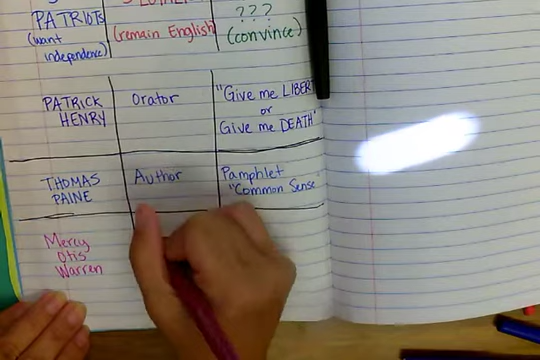 PATRIOTS
(want
independence)
(remain English)
???
(convince)
PATRICK
HENRY
Orator
"Give me LIBERT
or
Give me DEATH"
THOMAS
PAINE
Author
Pamphlet
"Common Sense"
Mercy
Otis
Warren